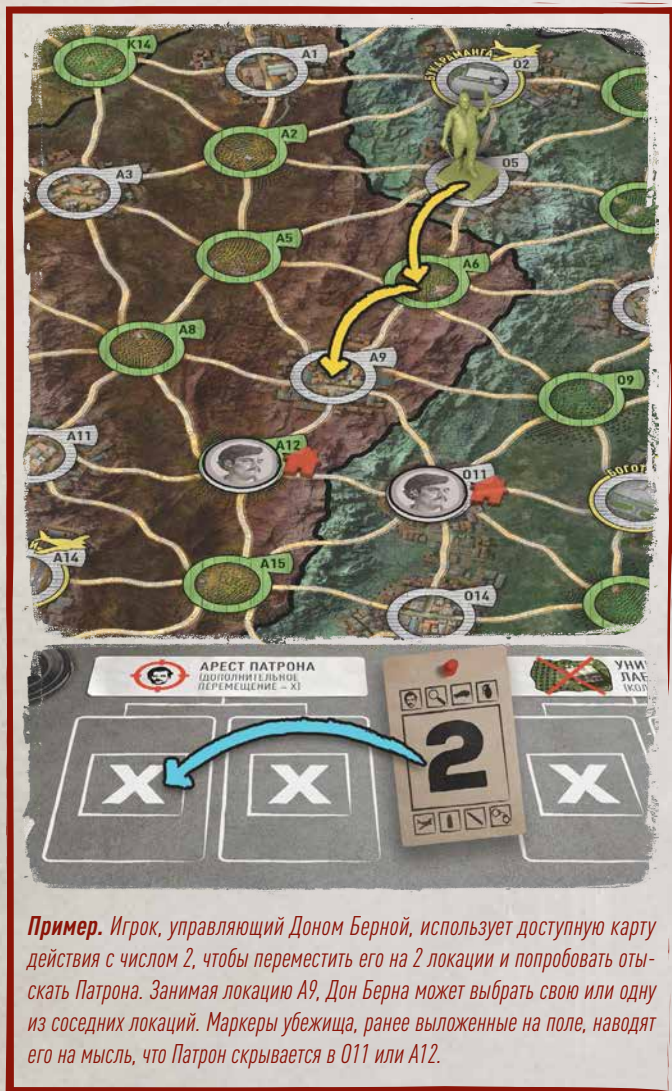 К14
А1
БУКАРАМАНГА
О2
А2
А3
О5
А5
А6
А8
А9
О9
А11
А12
О11
А14
А15
О14
АРЕСТ ПАТРОНА
(ДОПОЛНИТЕЛЬНОЕ
ПЕРЕМЕЩЕНИЕ – X)
X
X
2
X
Пример. Игрок, управляющий Доном Берной, использует доступную карту
действия с числом 2, чтобы переместить его на 2 локации и попробовать оты-
скать Патрона. Занимая локацию А9, Дон Берна может выбрать свою или одну
из соседних локаций. Маркеры убежища, ранее выложенные на поле, наводят
его на мысль, что Патрон скрывается в О11 или А12.